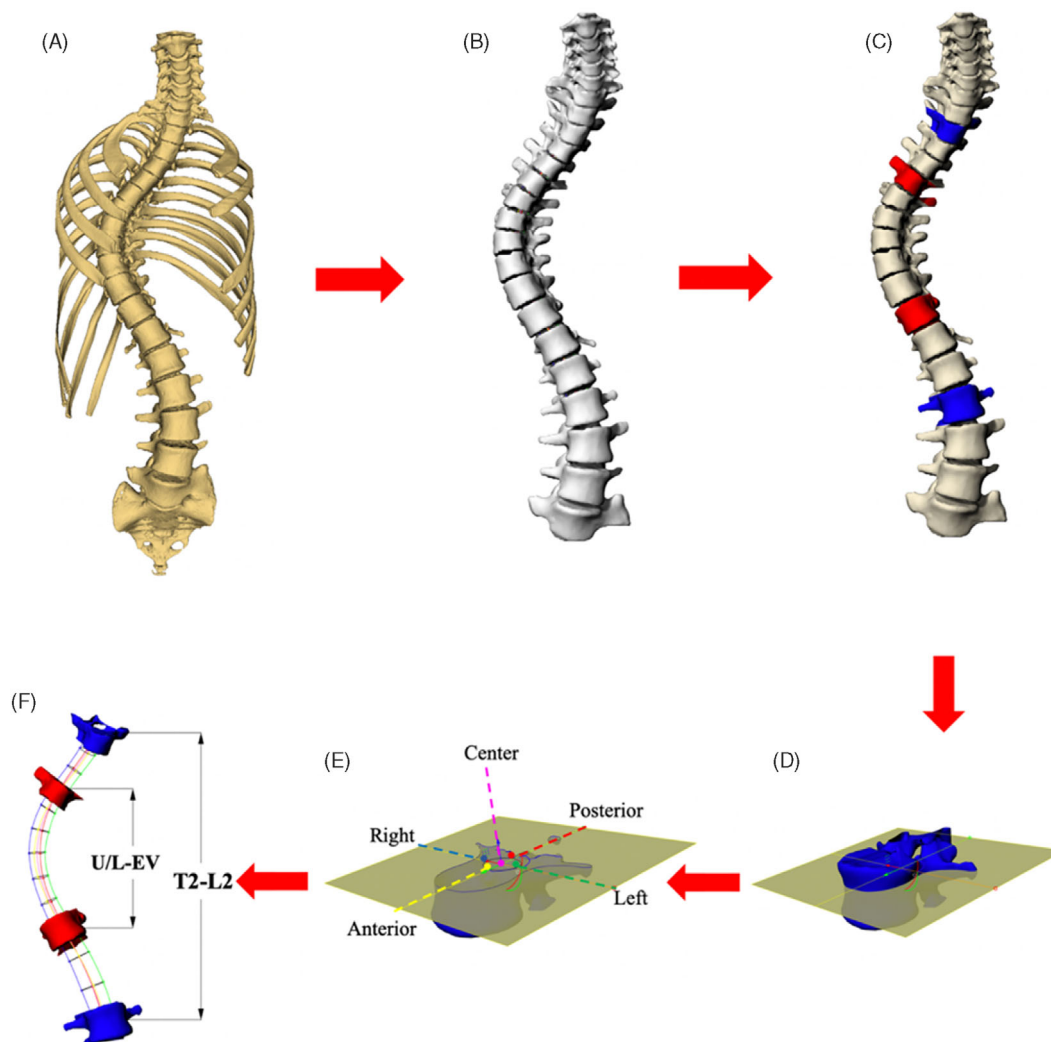 (A)
(B)
(C)
(F)
(E)
(D)
Center
Posterior
Right
Left
Anterior
U/L-EV
T2-L2